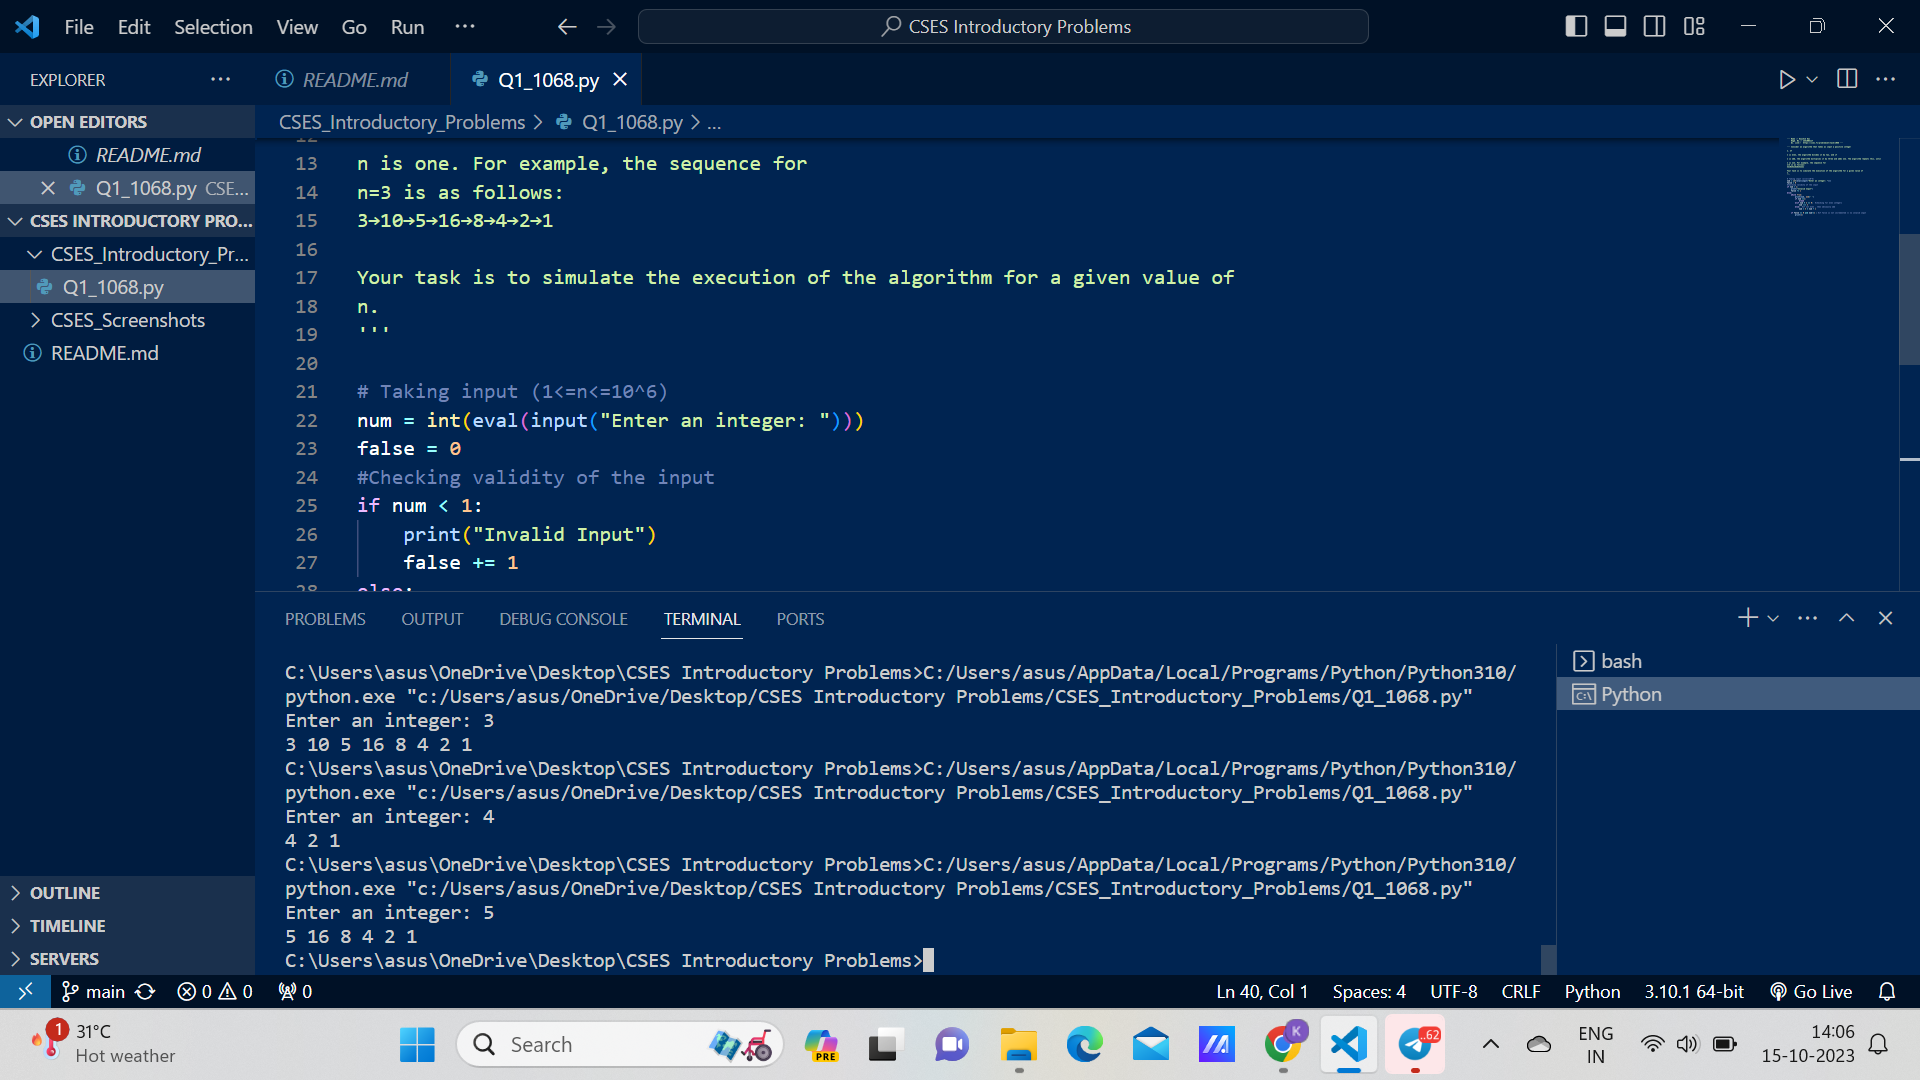 File Edit Selection View Go Run ...
CSES Introductory Problems
EXPLORER
README.md
Q1_1068.py
OPEN EDITORS
README.md
Q1_1068.py CSE...
CSES INTRODUCTORY PRO...
CSES_Introductory_Pr...
Q1_1068.py
CSES_Screenshots
README.md
OUTLINE
TIMELINE
SERVERS
CSES_Introductory_Problems > Q1_1068.py > ...
12
13 n is one. For example, the sequence for
14 n=3 is as follows:
15 3→10→5→16→8→4→2→1
16
17 Your task is to simulate the execution of the algorithm for a given value of
18 n.
19 '''
20
21 # Taking input (1<=n<=10^6)
22 num = int(eval(input("Enter an integer: ")))
23 false = 0
24 #Checking validity of the input
25 if num < 1:
26 print("Invalid Input")
27 false += 1
28 else:
PROBLEMS OUTPUT DEBUG CONSOLE TERMINAL PORTS
C:\Users\asus\OneDrive\Desktop\CSES Introductory Problems>C:/Users/asus/AppData/Local/Programs/Python/Python310/
python.exe "c:/Users/asus/OneDrive/Desktop/CSES Introductory Problems/CSES_Introductory_Problems/Q1_1068.py"
Enter an integer: 3
3 10 5 16 8 4 2 1
C:\Users\asus\OneDrive\Desktop\CSES Introductory Problems>C:/Users/asus/AppData/Local/Programs/Python/Python310/
python.exe "c:/Users/asus/OneDrive/Desktop/CSES Introductory Problems/CSES_Introductory_Problems/Q1_1068.py"
Enter an integer: 4
4 2 1
C:\Users\asus\OneDrive\Desktop\CSES Introductory Problems>C:/Users/asus/AppData/Local/Programs/Python/Python310/
python.exe "c:/Users/asus/OneDrive/Desktop/CSES Introductory Problems/CSES_Introductory_Problems/Q1_1068.py"
Enter an integer: 5
5 16 8 4 2 1
C:\Users\asus\OneDrive\Desktop\CSES Introductory Problems>
bash
Python
main 0 0 0
Ln 40, Col 1 Spaces: 4 UTF-8 CRLF Python 3.10.1 64-bit Go Live
1
31°C
Hot weather
Search
PRE
K
62
ENG
IN
14:06
15-10-2023